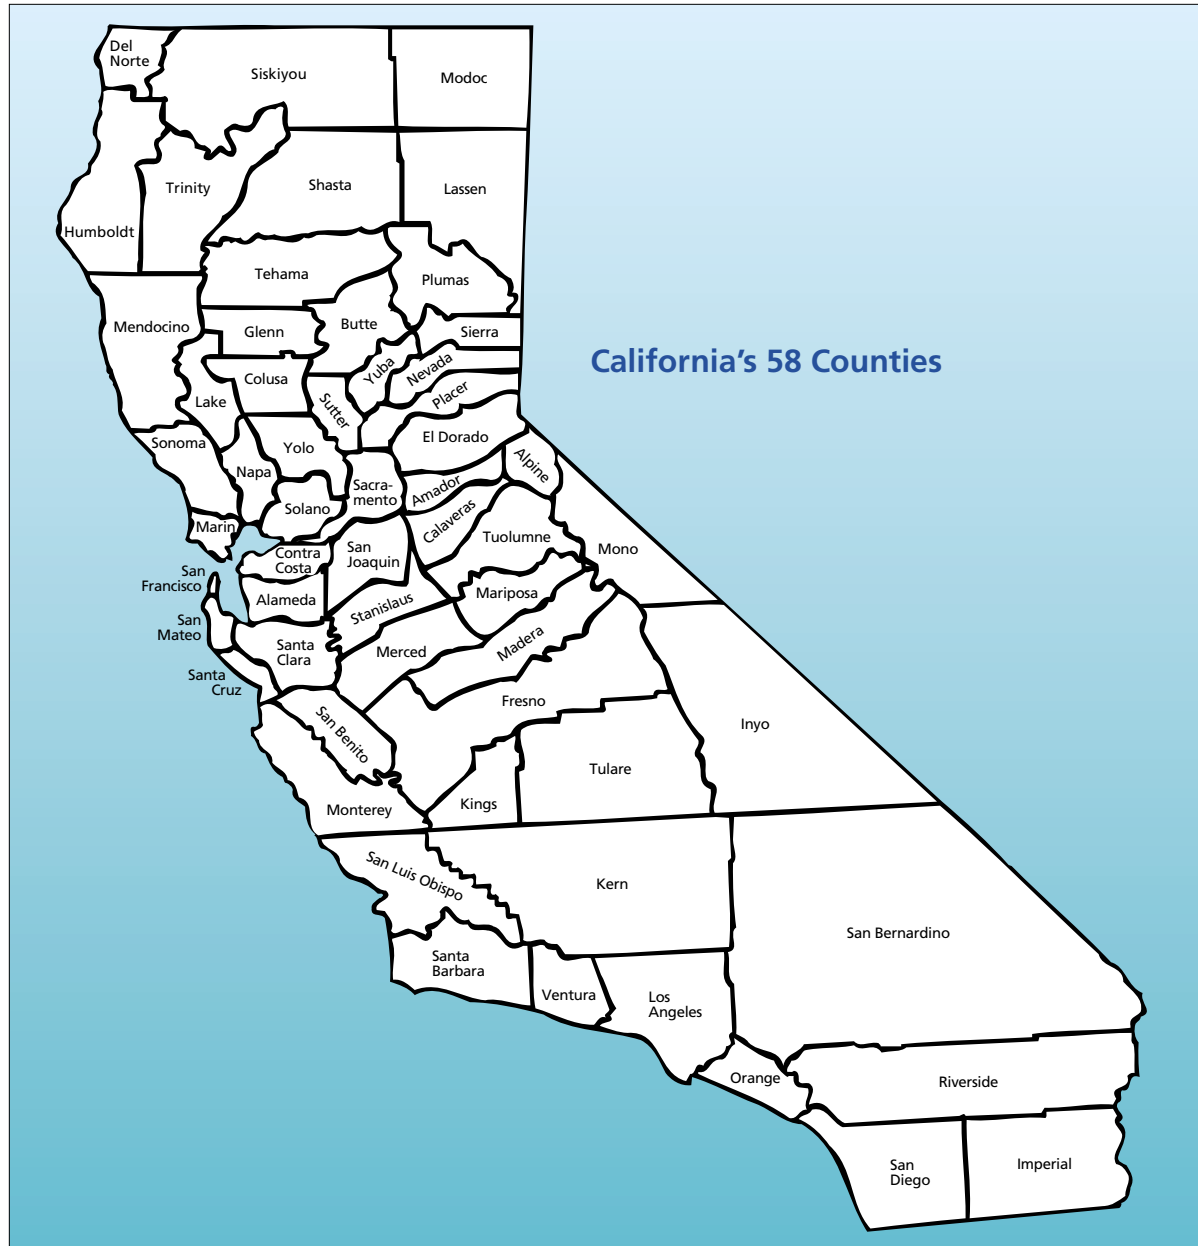 Del
Norte
Siskiyou
Modoc
Trinity
Shasta
Lassen
Humboldt
Tehama
Plumas
Mendocino
Glenn
Butte
Sierra
California's 58 Counties
Colusa
Yuba
Nevada
Lake
Sutter
Placer
Sonoma
Yolo
El Dorado
Napa
Sacra-
mento
Amador
Alpine
Solano
Marin
Calaveras
Tuolumne
Mono
Contra
Costa
San
Joaquin
San
Francisco
Alameda
Stanislaus
Mariposa
San
Mateo
Santa
Clara
Merced
Madera
Santa
Cruz
Fresno
San Benito
Inyo
Tulare
Monterey
Kings
San Luis Obispo
Kern
San Bernardino
Santa
Barbara
Ventura
Los
Angeles
Orange
Riverside
San
Diego
Imperial